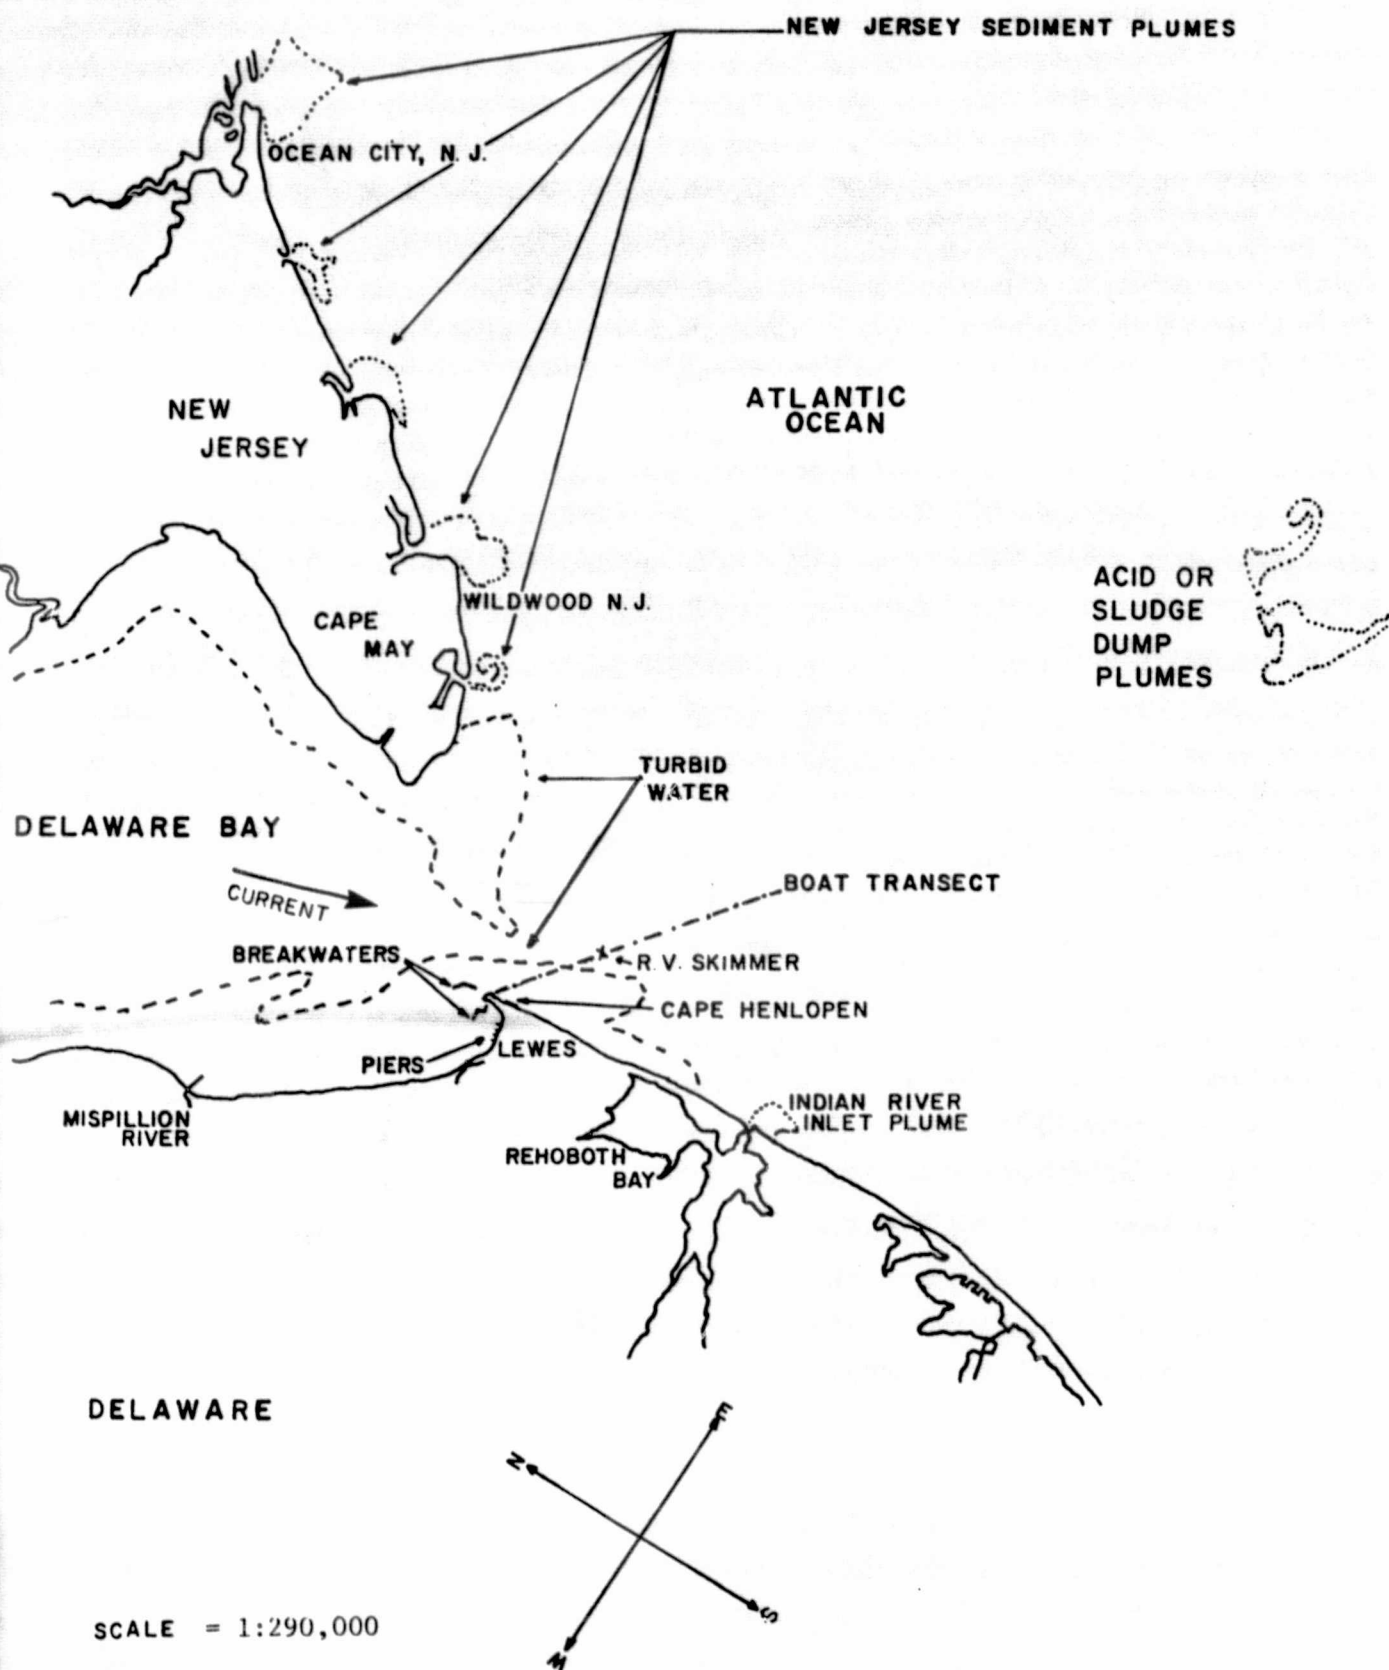 NEW JERSEY SEDIMENT PLUMES
OCEAN CITY, N. J.
NEW
JERSEY
ATLANTIC
OCEAN
ACID OR
SLUDGE
DUMP
PLUMES
WILDWOOD N.J.
CAPE
MAY
TURBID
WATER
DELAWARE BAY
CURRENT
BOAT TRANSECT
BREAKWATERS
R.V. SKIMMER
CAPE HENLOPEN
LEWES
PIERS
MISPILLION
RIVER
INDIAN RIVER
INLET PLUME
REHOBOTH
BAY
DELAWARE
E
N
S
W
SCALE = 1:290,000